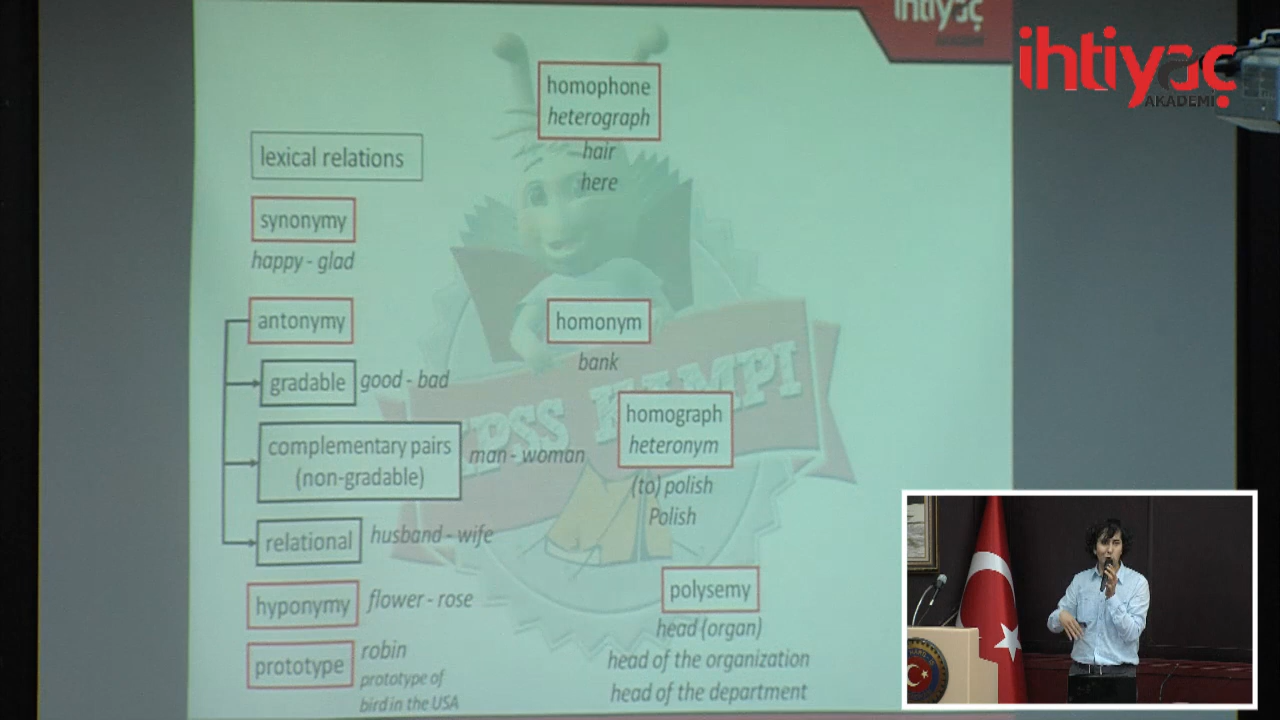 ihtiyaç
ihtiyaç
AKADEMİ
homophone
heterograph
hair
here
lexical relations
synonymy
happy - glad
antonymy
gradable
good - bad
complementary pairs
(non-gradable)
man - woman
relational
husband - wife
hyponymy
flower - rose
prototype
robin
prototype of
bird in the USA
homonym
bank
KPSS KAMPI
homograph
heteronym
(to) polish
Polish
polysemy
head (organ)
head of the organization
head of the department